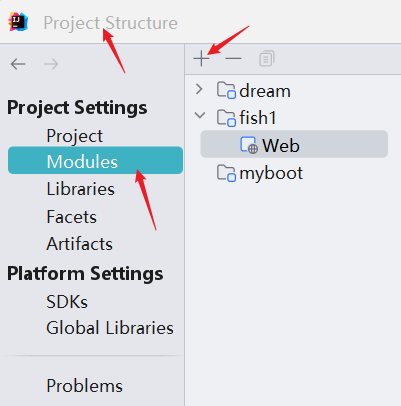 Project Structure
Project Settings
Project
Modules
Libraries
Facets
Artifacts
Platform Settings
SDKs
Global Libraries
Problems
dream
fish1
Web
myboot